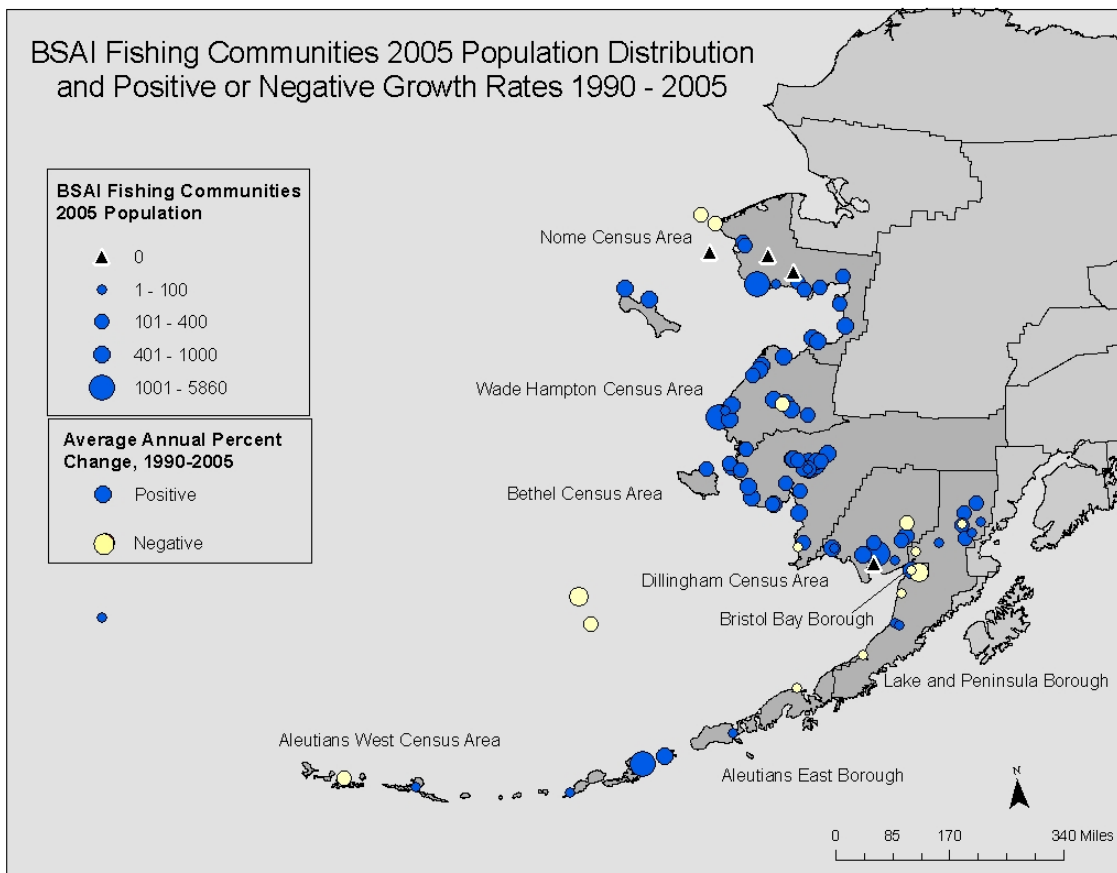 BSAI Fishing Communities 2005 Population Distribution
and Positive or Negative Growth Rates 1990 - 2005
BSAI Fishing Communities
2005 Population
0
1 - 100
101 - 400
401 - 1000
1001 - 5860
Average Annual Percent
Change, 1990-2005
Positive
Negative
Nome Census Area
Wade Hampton Census Area
Bethel Census Area
Dillingham Census Area
Bristol Bay Borough
Lake and Peninsula Borough
Aleutians West Census Area
Aleutians East Borough
N
0 85 170 340 Miles